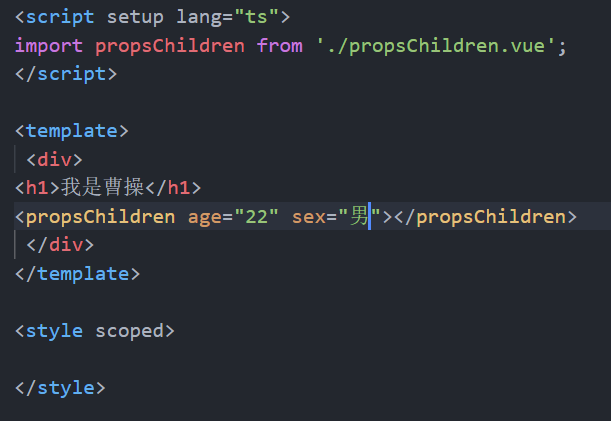 <script setup lang="ts">
import propsChildren from './propsChildren.vue';
</script>
<template>
<div>
<h1>我是曹操</h1>
<propsChildren age="22" sex="男"></propsChildren>
</div>
</template>
<style scoped>
</style>